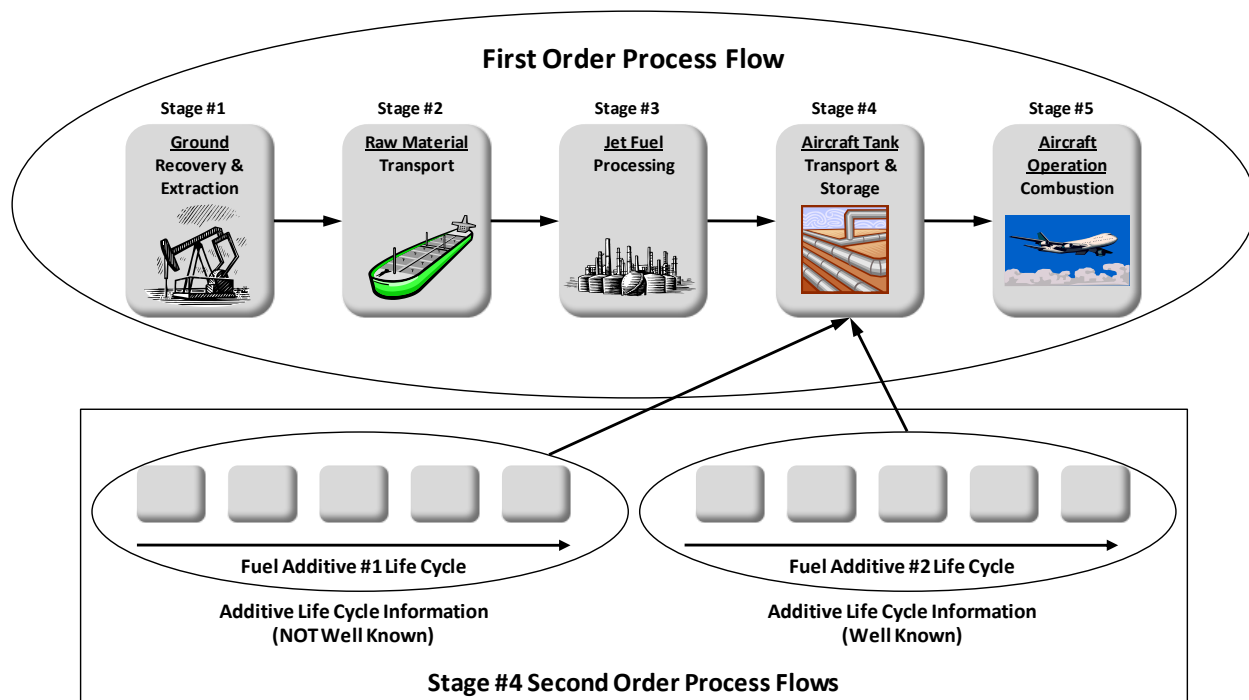 First Order Process Flow
Stage #1
Stage #2
Stage #3
Stage #4
Stage #5
Ground
Recovery &
Extraction
Raw Material
Transport
Jet Fuel
Processing
Aircraft Tank
Transport &
Storage
Aircraft
Operation
Combustion
Fuel Additive #1 Life Cycle
Additive Life Cycle Information
(NOT Well Known)
Fuel Additive #2 Life Cycle
Additive Life Cycle Information
(Well Known)
Stage #4 Second Order Process Flows